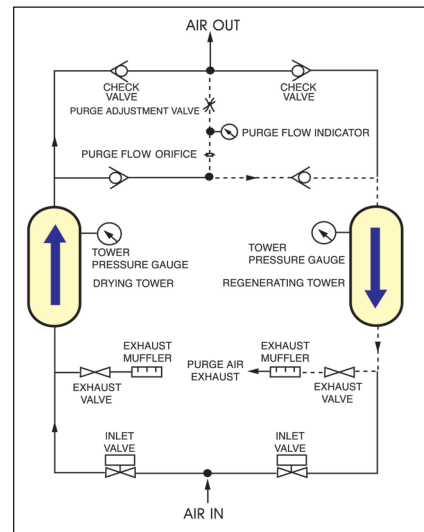 AIR OUT
CHECK
VALVE
CHECK
VALVE
PURGE ADJUSTMENT VALVE
PURGE FLOW INDICATOR
PURGE FLOW ORIFICE
TOWER
PRESSURE GAUGE
DRYING TOWER
TOWER
PRESSURE GAUGE
REGENERATING TOWER
EXHAUST
MUFFLER
EXHAUST
VALVE
PURGE AIR
EXHAUST
EXHAUST
MUFFLER
EXHAUST
VALVE
INLET
VALVE
INLET
VALVE
AIR IN